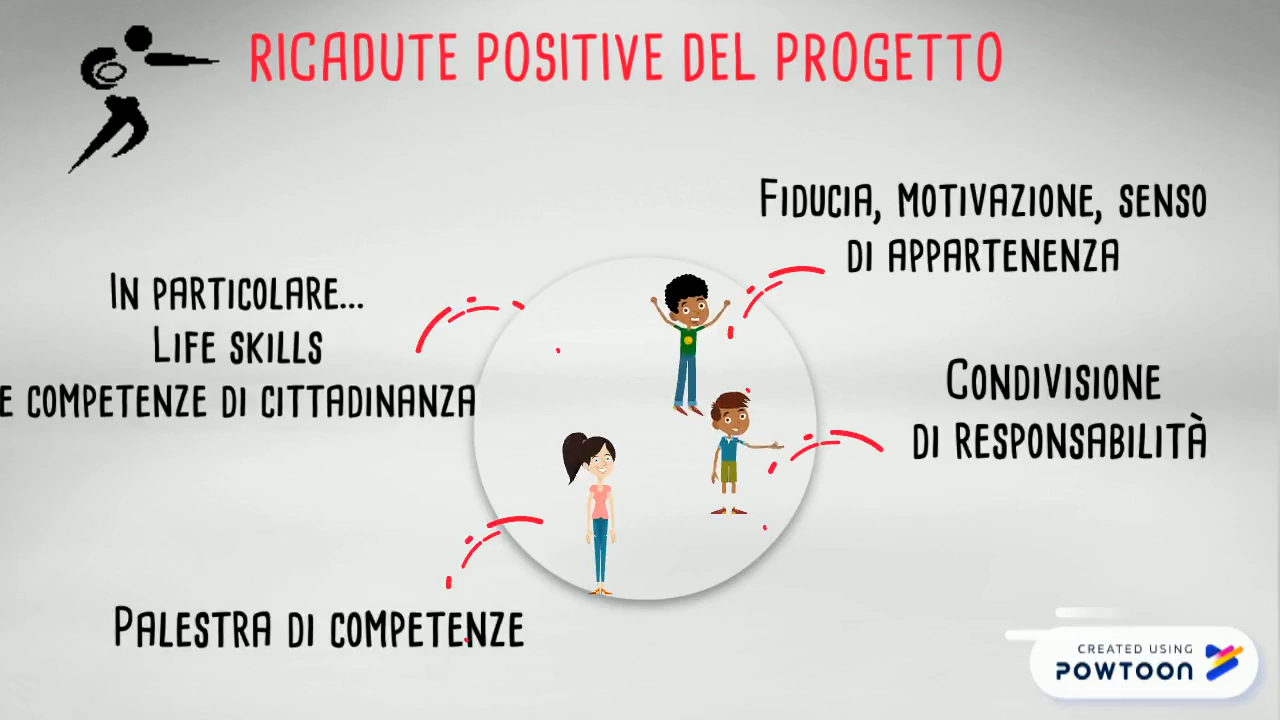 RICADUTE POSITIVE DEL PROGETTO
FIDUCIA, MOTIVAZIONE, SENSO
DI APPARTENENZA
IN PARTICOLARE...
LIFE SKILLS
E COMPETENZE DI CITTADINANZA
CONDIVISIONE
DI RESPONSABILITÀ
PALESTRA DI COMPETENZE
CREATED USING
POWTOON